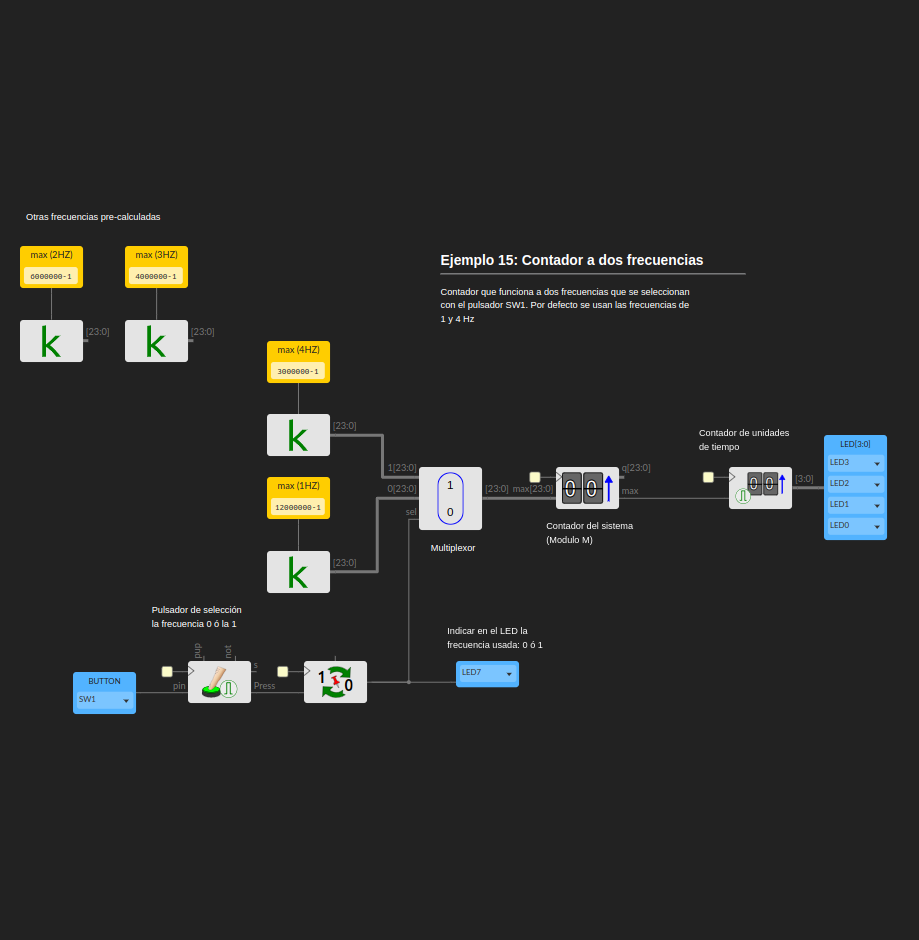 Otras frecuencias pre-calculadas
max (2HZ)
6000000-1
k
[23:0]
max (3HZ)
4000000-1
k
[23:0]
Ejemplo 15: Contador a dos frecuencias
Contador que funciona a dos frecuencias que se seleccionan
con el pulsador SW1. Por defecto se usan las frecuencias de
1 y 4 Hz
max (4HZ)
3000000-1
k
[23:0]
max (1HZ)
12000000-1
k
[23:0]
1[23:0]
0[23:0]
sel
1
0
[23:0]
Multiplexor
max[23:0]
0 0
q[23:0]
max
Contador del sistema
(Modulo M)
Contador de unidades
de tiempo
0 0
[3:0]
LED[3:0]
LED3
LED2
LED1
LED0
Pulsador de selección
la frecuencia 0 ó la 1
BUTTON
SW1
pup
not
pin
s
Press
1 0
Indicar en el LED la
frecuencia usada: 0 ó 1
LED7